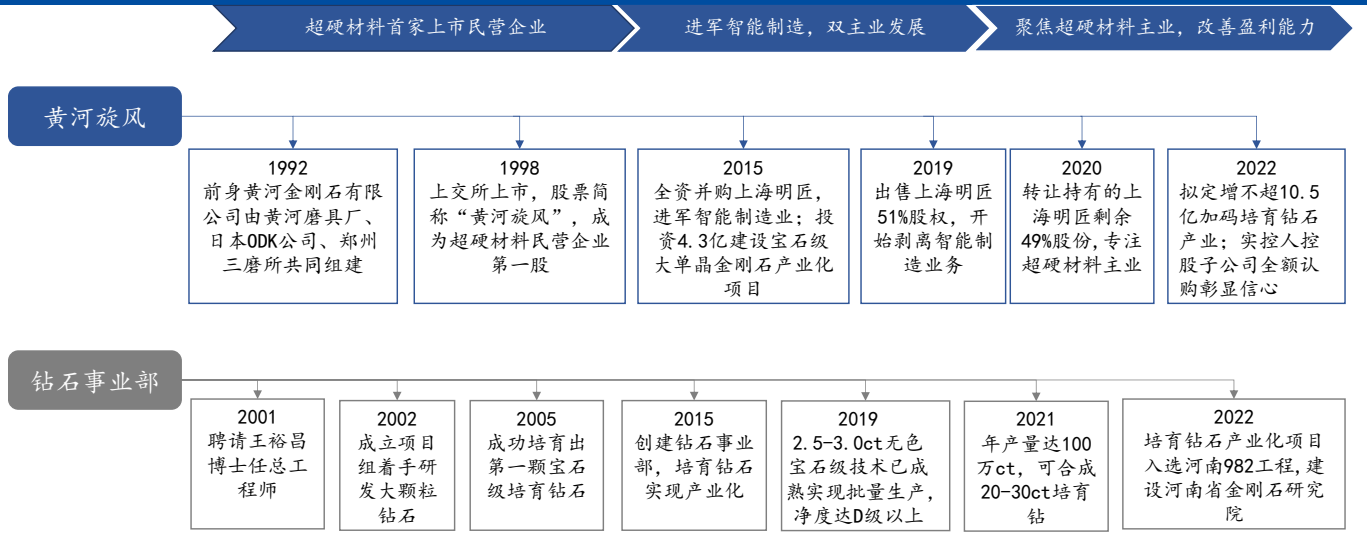 超硬材料首家上市民营企业
进军智能制造，双主业发展
聚焦超硬材料主业，改善盈利能力
黄河旋风
1992
前身黄河金刚石有限
公司由黄河磨具厂、
日本ODK公司、郑州
三磨所共同组建
1998
上交所上市，股票简
称“黄河旋风”，成
为超硬材料民营企业
第一股
2015
全资并购上海明匠，
进军智能制造业；投
资4.3亿建设宝石级
大单晶金刚石产业化
项目
2019
出售上海明匠
51%股权，开
始剥离智能制
造业务
2020
转让持有的上
海明匠剩余
49%股份,专注
超硬材料主业
2022
拟定增不超10.5
亿加码培育钻石
产业；实控人控
股子公司全额认
购彰显信心
钻石事业部
2001
聘请王裕昌
博士任总工
程师
2002
成立项目
组着手研
发大颗粒
钻石
2005
成功培育出
第一颗宝石
级培育钻石
2015
创建钻石事业
部，培育钻石
实现产业化
2019
2.5-3.0ct无色
宝石级技术已成
熟实现批量生产，
净度达D级以上
2021
年产量达100
万ct，可合成
20-30ct培育
钻
2022
培育钻石产业化项目
入选河南982工程,建
设河南省金刚石研究
院